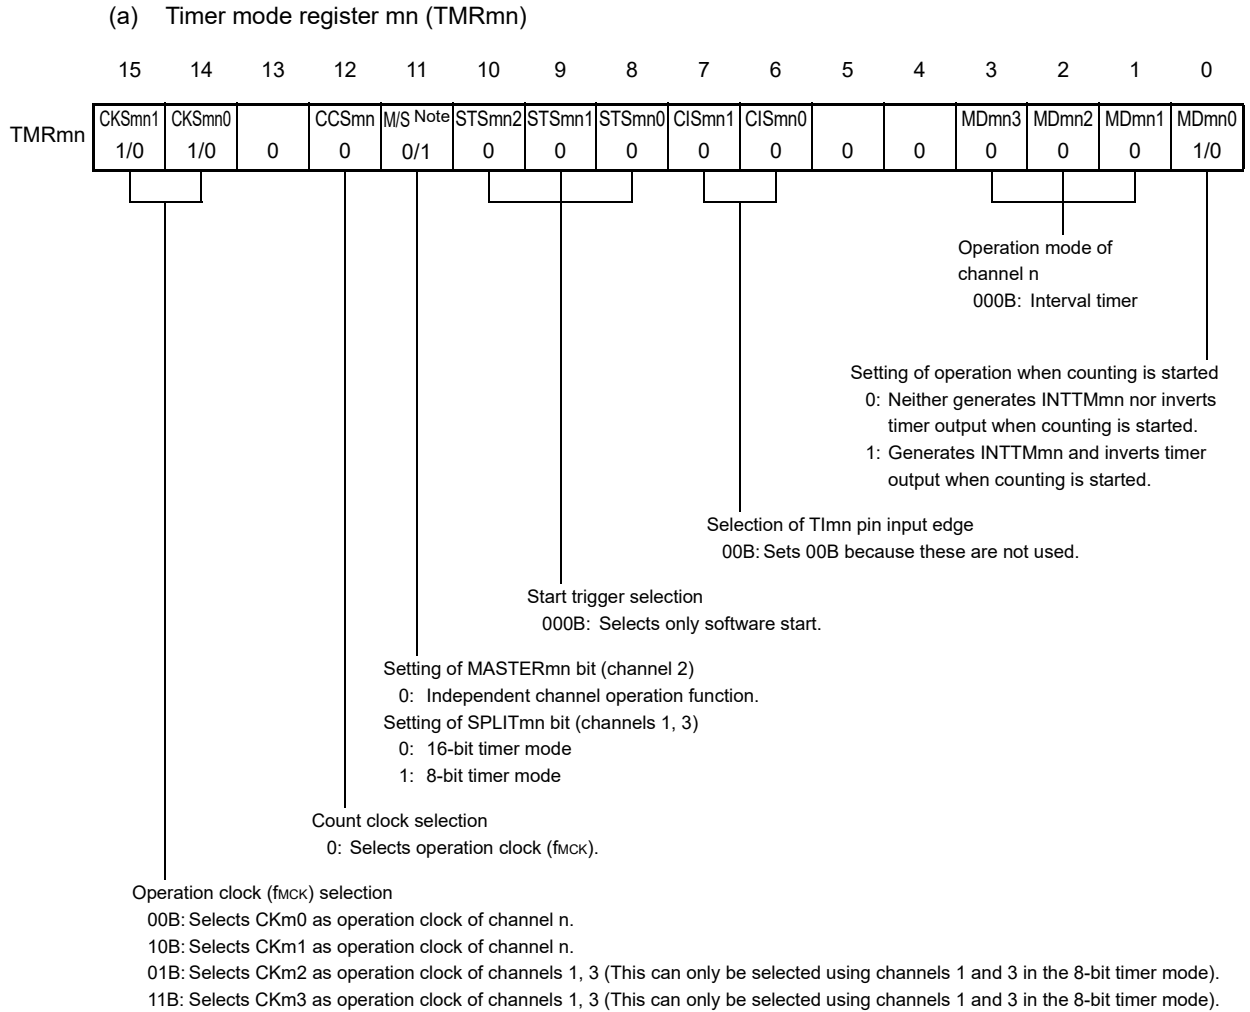 (a) Timer mode register mn (TMRmn)
15 14 13 12 11 10 9 8 7 6 5 4 3 2 1 0
TMRmn
CKSmn1 CKSmn0 CCSmn M/S Note STSmn2 STSmn1 STSmn0 CISmn1 CISmn0 MDmn3 MDmn2 MDmn1 MDmn0
1/0 1/0 0 0 0/1 0 0 0 0 0 0 0 0 0 0 1/0
Operation mode of
channel n
000B: Interval timer
Setting of operation when counting is started
0: Neither generates INTTMmn nor inverts
timer output when counting is started.
1: Generates INTTMmn and inverts timer
output when counting is started.
Selection of TImn pin input edge
00B: Sets 00B because these are not used.
Start trigger selection
000B: Selects only software start.
Setting of MASTERmn bit (channel 2)
0: Independent channel operation function.
Setting of SPLITmn bit (channels 1, 3)
0: 16-bit timer mode
1: 8-bit timer mode
Count clock selection
0: Selects operation clock (fMCK).
Operation clock (fMCK) selection
00B: Selects CKm0 as operation clock of channel n.
10B: Selects CKm1 as operation clock of channel n.
01B: Selects CKm2 as operation clock of channels 1, 3 (This can only be selected using channels 1 and 3 in the 8-bit timer mode).
11B: Selects CKm3 as operation clock of channels 1, 3 (This can only be selected using channels 1 and 3 in the 8-bit timer mode).